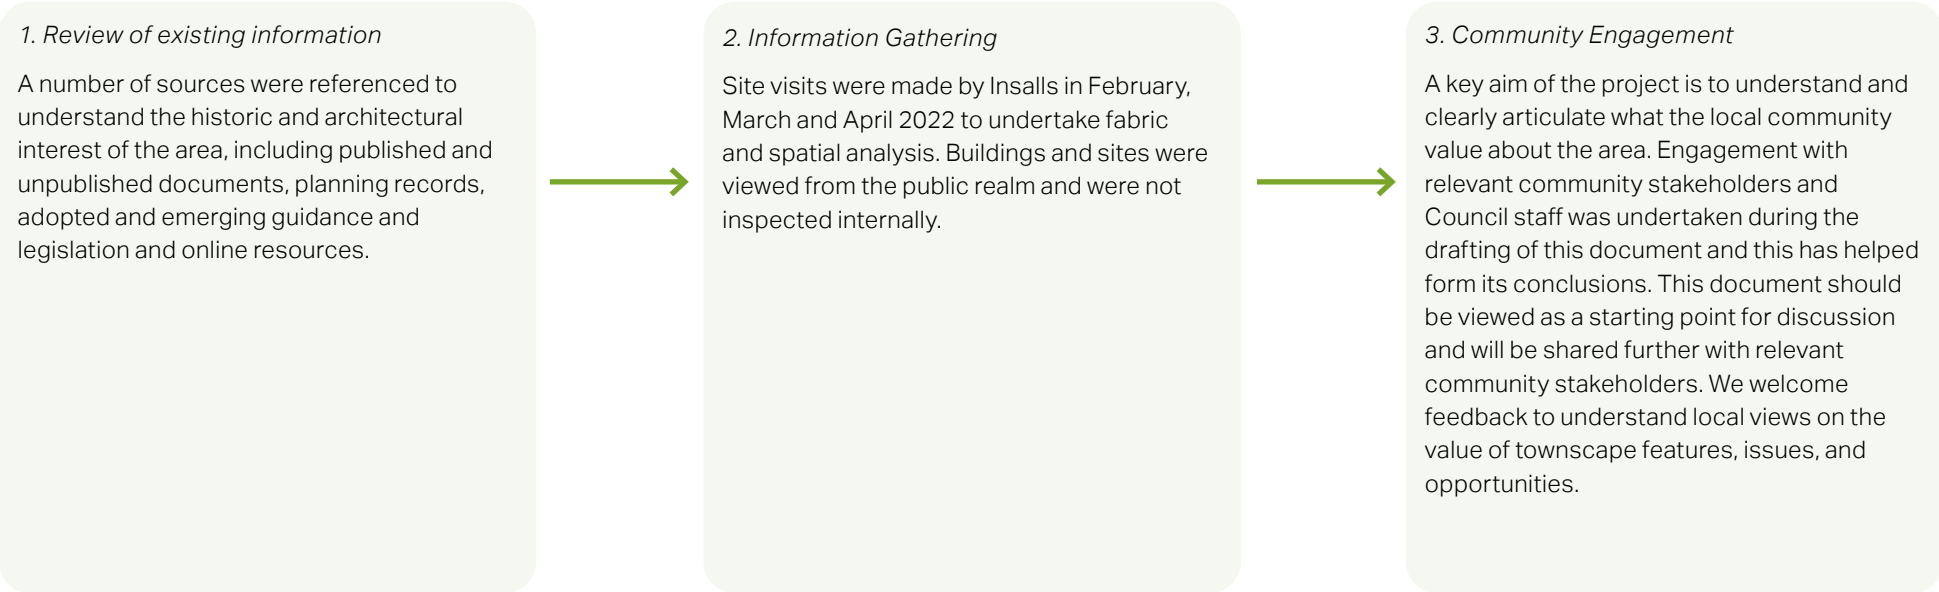 1. Review of existing information
A number of sources were referenced to
understand the historic and architectural
interest of the area, including published and
unpublished documents, planning records,
adopted and emerging guidance and
legislation and online resources.
2. Information Gathering
Site visits were made by Insalls in February,
March and April 2022 to undertake fabric
and spatial analysis. Buildings and sites were
viewed from the public realm and were not
inspected internally.
3. Community Engagement
A key aim of the project is to understand and
clearly articulate what the local community
value about the area. Engagement with
relevant community stakeholders and
Council staff was undertaken during the
drafting of this document and this has helped
form its conclusions. This document should
be viewed as a starting point for discussion
and will be shared further with relevant
community stakeholders. We welcome
feedback to understand local views on the
value of townscape features, issues, and
opportunities.